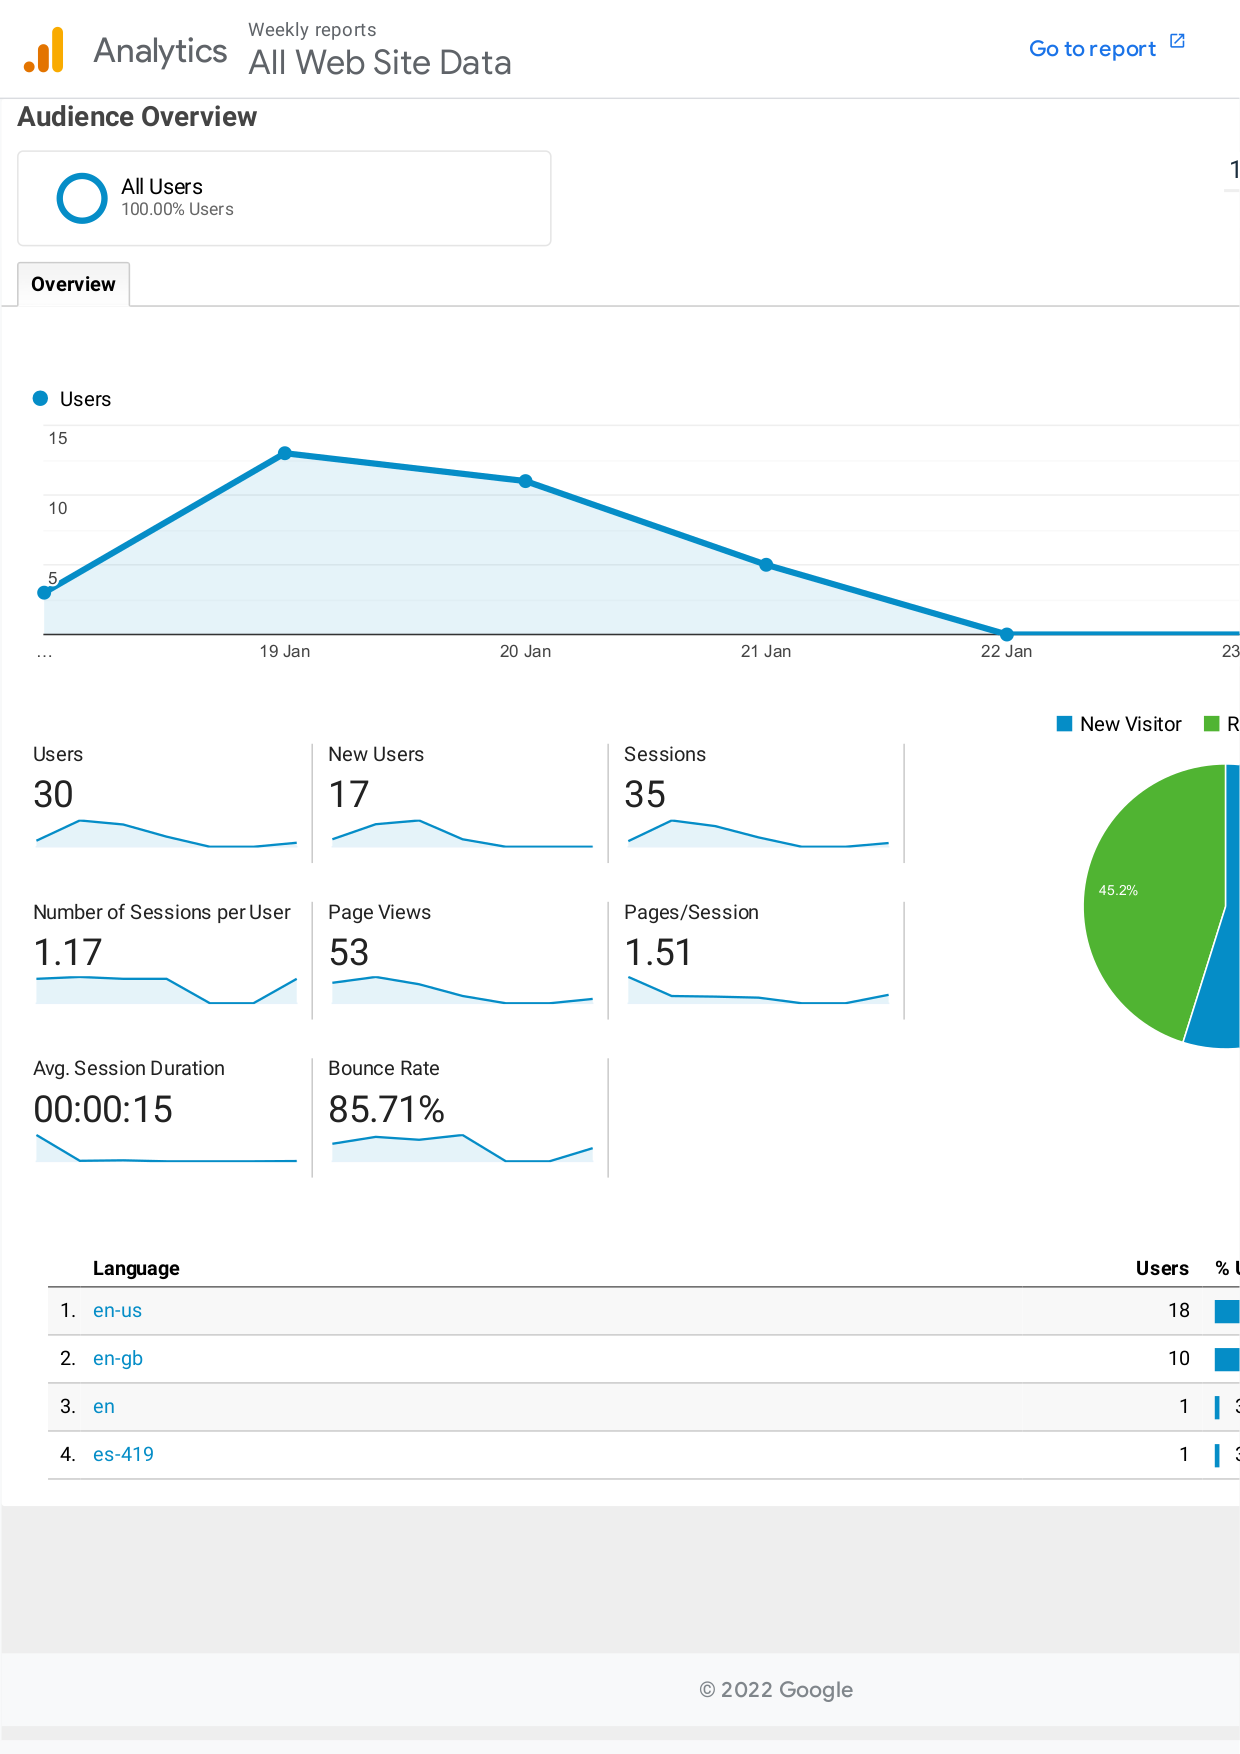 Analytics
Weekly reports
All Web Site Data
Go to report
Audience Overview
All Users
100.00% Users
1
Overview
Users
15
10
5
...
19 Jan
20 Jan
21 Jan
22 Jan
23
New Visitor
R
Users
30
New Users
17
Sessions
35
45.2%
Number of Sessions per User
1.17
Page Views
53
Pages/Session
1.51
Avg. Session Duration
00:00:15
Bounce Rate
85.71%
Language Users %
1. en-us 18
2. en-gb 10
3. en 1 3
4. es-419 1 3
© 2022 Google